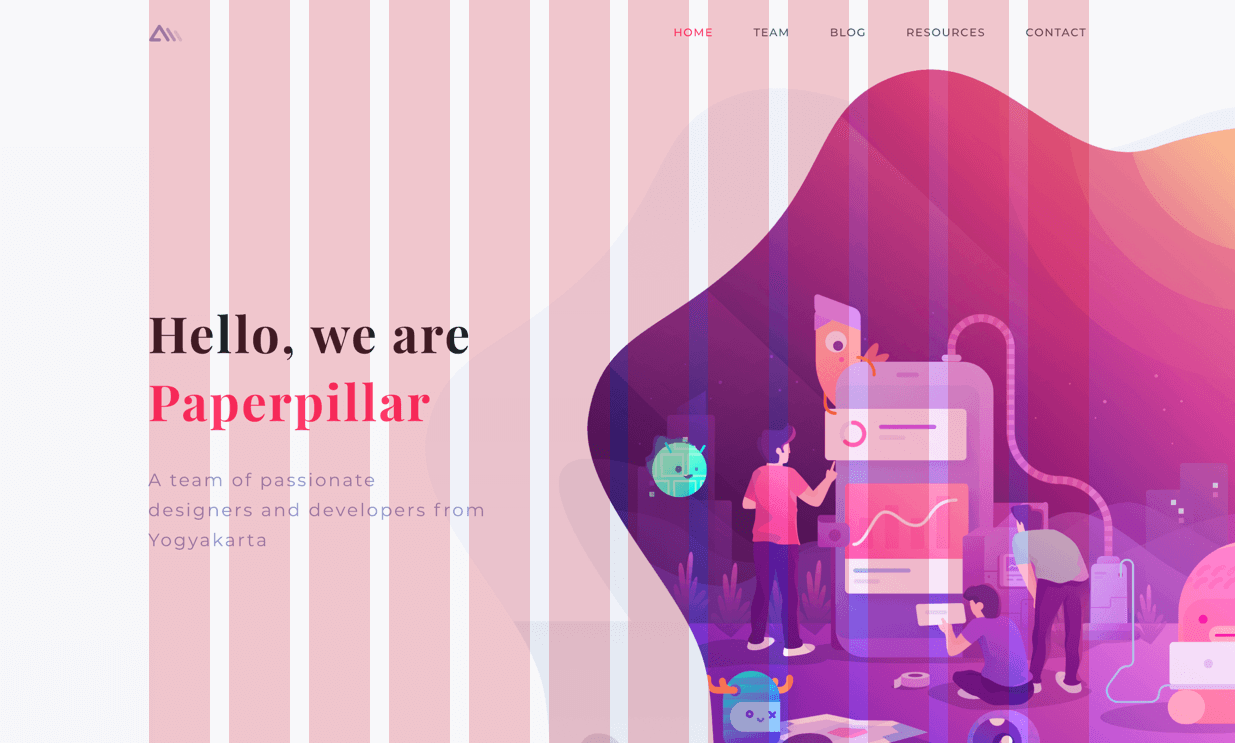 HOME TEAM BLOG RESOURCES CONTACT
Hello, we are
Paperpillar
A team of passionate
designers and developers from
Yogyakarta